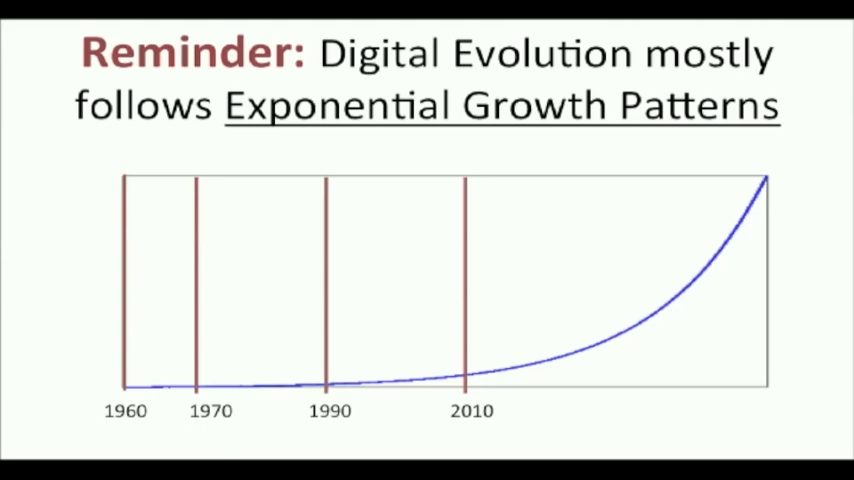 Reminder: Digital Evolution mostly
follows Exponential Growth Patterns
1960 1970 1990 2010